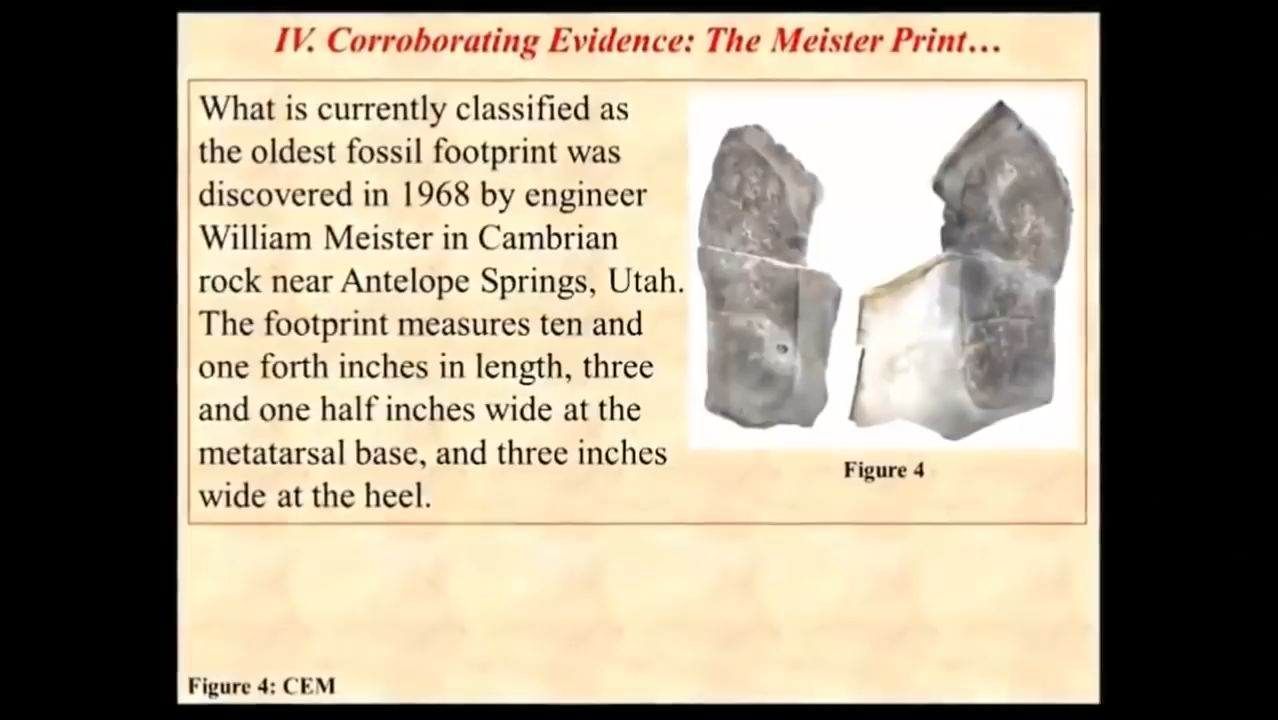 IV. Corroborating Evidence: The Meister Print…
What is currently classified as
the oldest fossil footprint was
discovered in 1968 by engineer
William Meister in Cambrian
rock near Antelope Springs, Utah.
The footprint measures ten and
one forth inches in length, three
and one half inches wide at the
metatarsal base, and three inches
wide at the heel.
Figure 4
Figure 4: CEM